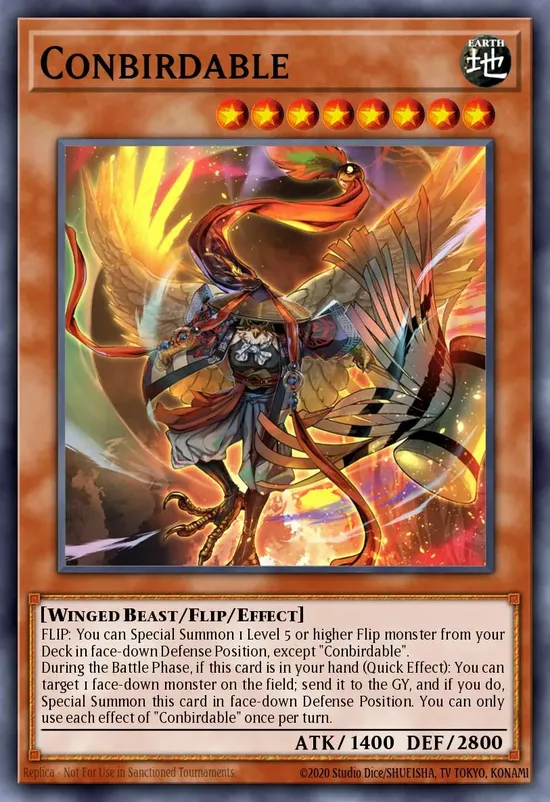 CONBIRDABLE
EARTH
地
[WINGED BEAST/FLIP/EFFECT]
FLIP: You can Special Summon 1 Level 5 or higher Flip monster from your
Deck in face-down Defense Position, except "Conbirdable".
During the Battle Phase, if this card is in your hand (Quick Effect): You can
target 1 face-down monster on the field; send it to the GY, and if you do,
Special Summon this card in face-down Defense Position. You can only
use each effect of "Conbirdable" once per turn.
ATK/1400 DEF/2800
Replica - Not For Use in Sanctioned Tournaments
©2020 Studio Dice/SHUEISHA, TV TOKYO, KONAMI